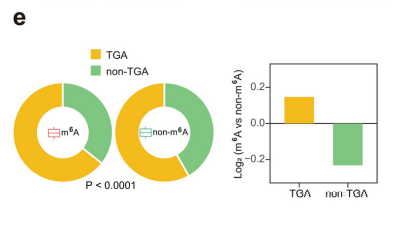 e
TGA
non-TGA
m⁶A
non-m⁶A
P < 0.0001
Log₂ (m⁶A vs non-m⁶A)
0.2
0.0
−0.2
TGA
non-TGA